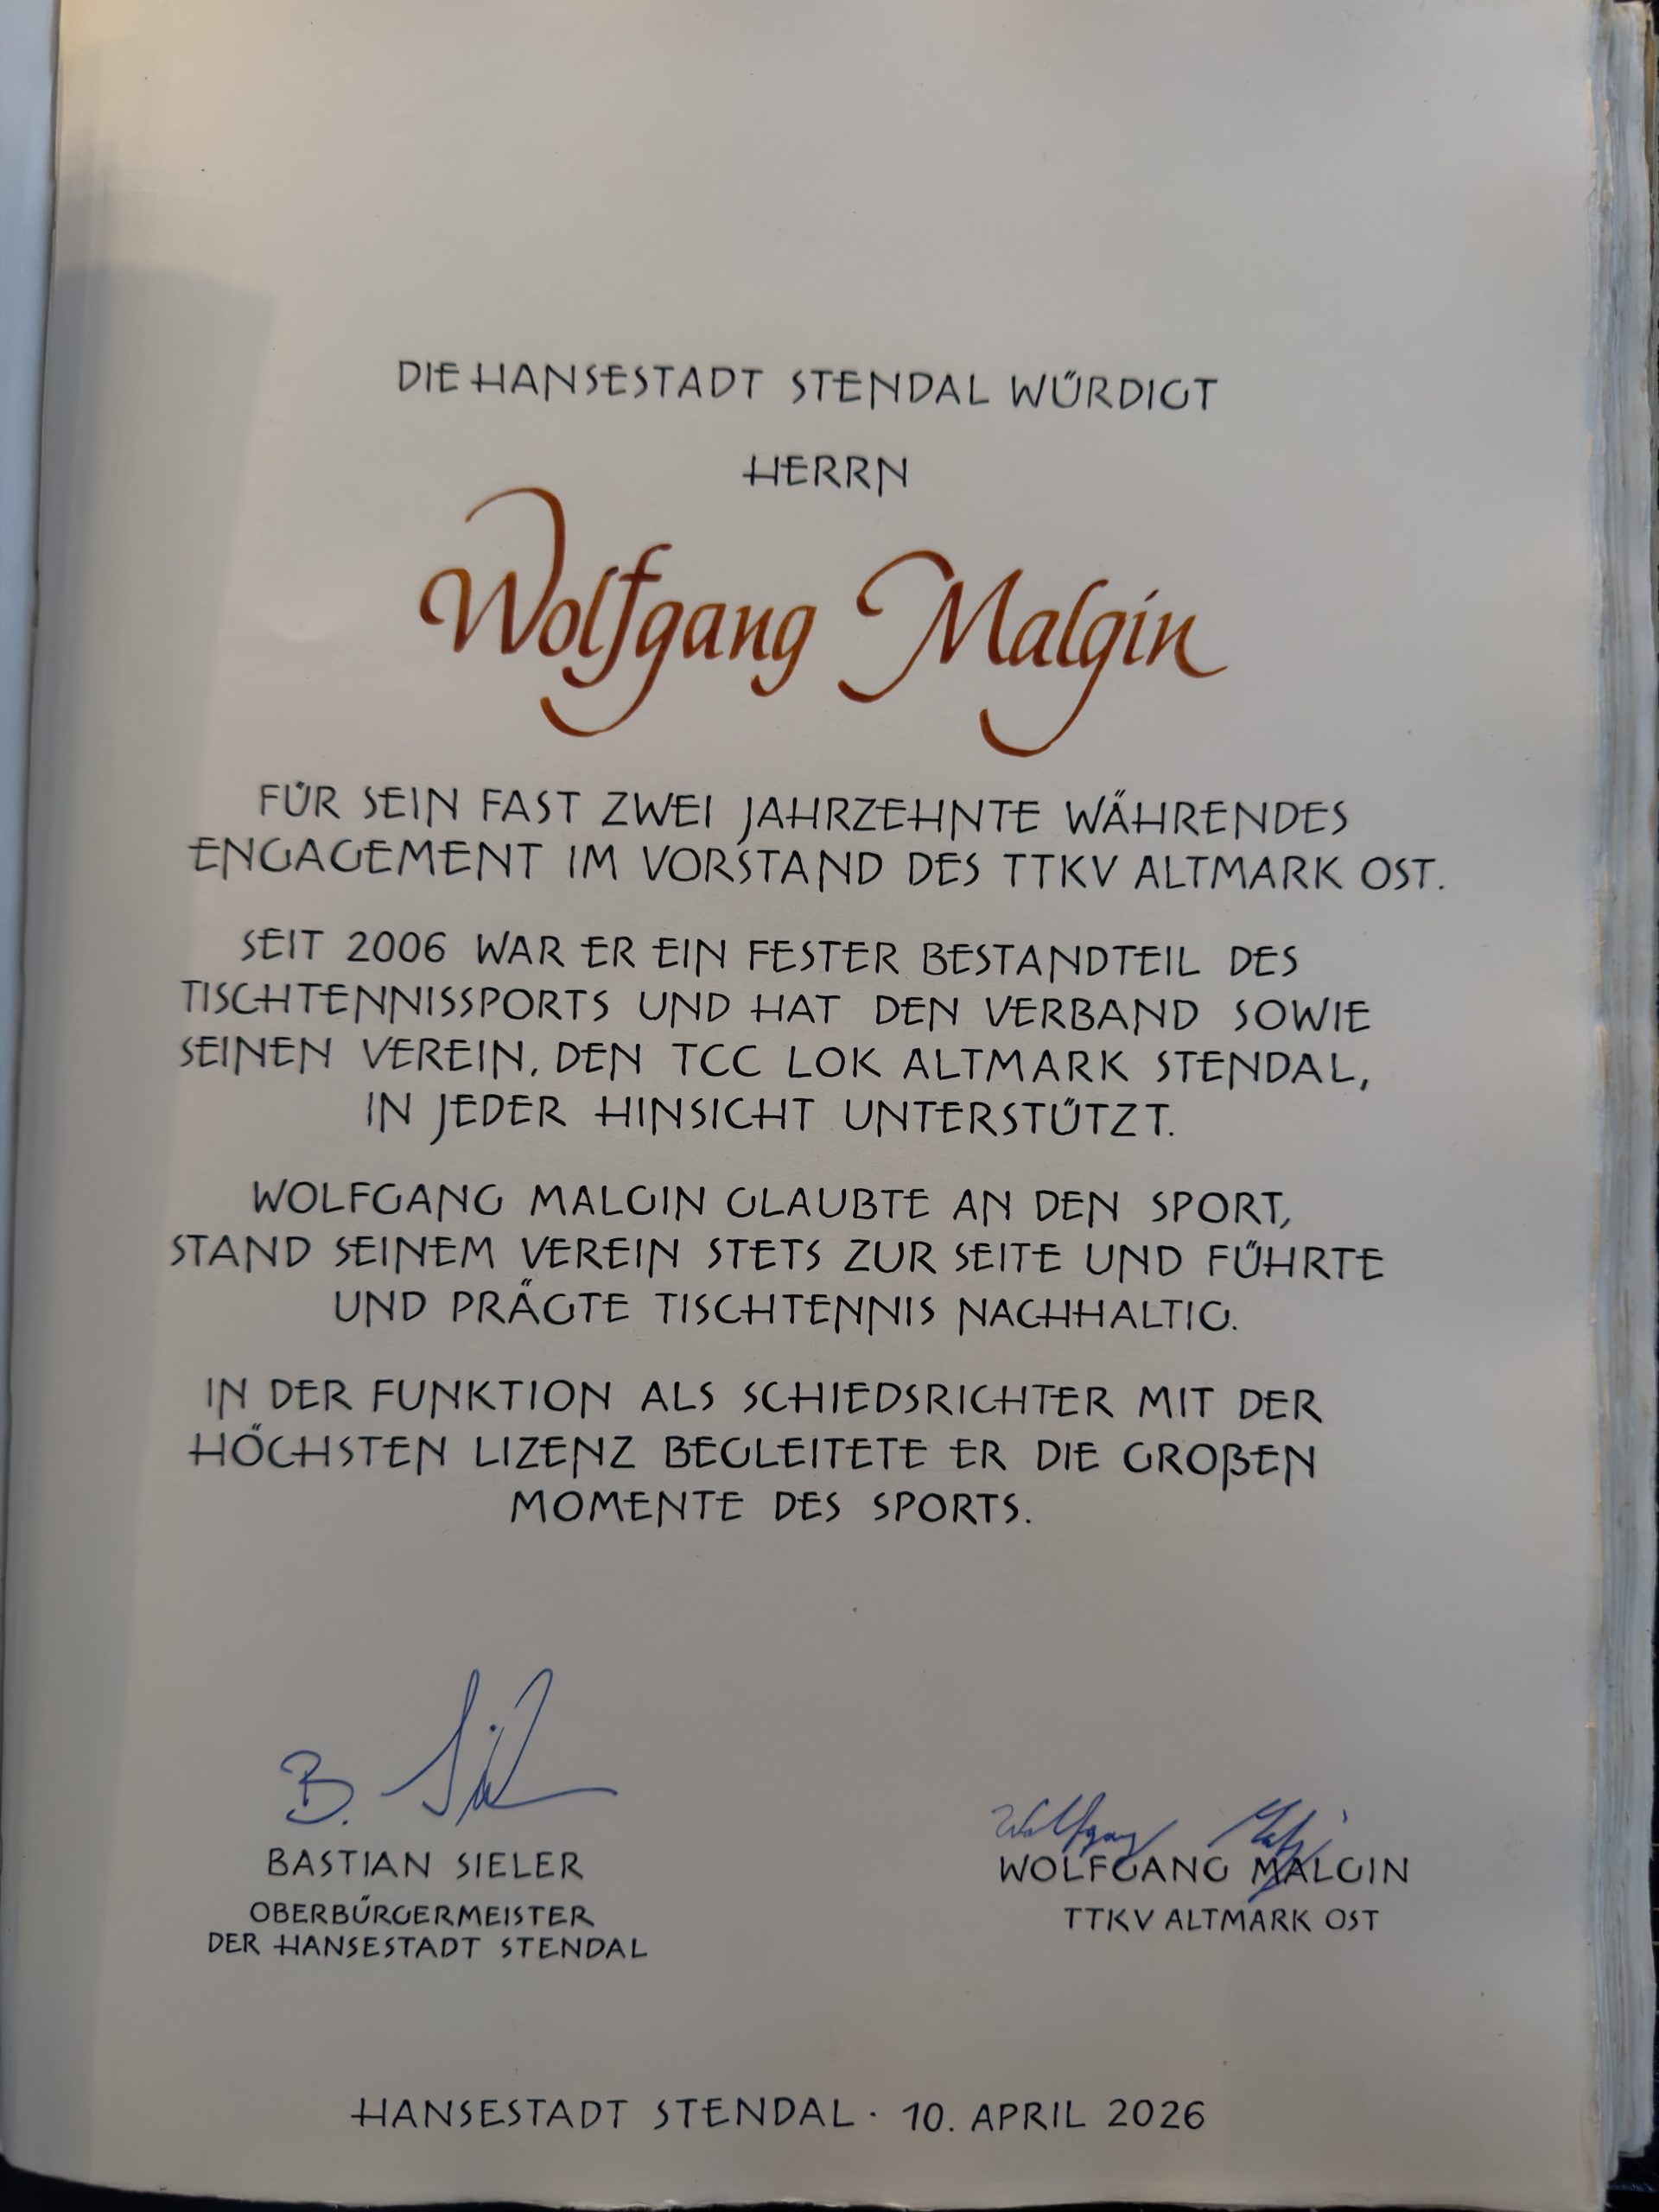 DIE HANSESTADT STENDAL WÜRDIGT
HERRN
Wolfgang Malgin
FÜR SEIN FAST ZWEI JAHRZEHNTE WÄHRENDES
ENGAGEMENT IM VORSTAND DES TTKV ALTMARK OST.
SEIT 2006 WAR ER EIN FESTER BESTANDTEIL DES
TISCHTENNISSPORTS UND HAT DEN VERBAND SOWIE
SEINEN VEREIN, DEN TCC LOK ALTMARK STENDAL,
IN JEDER HINSICHT UNTERSTÜTZT.
WOLFGANG MALGIN GLAUBTE AN DEN SPORT,
STAND SEINEM VEREIN STETS ZUR SEITE UND FÜHRTE
UND PRÄGTE TISCHTENNIS NACHHALTIG.
IN DER FUNKTION ALS SCHIEDSRICHTER MIT DER
HÖCHSTEN LIZENZ BEGLEITETE ER DIE GROßEN
MOMENTE DES SPORTS.
B. Sieler
BASTIAN SIELER
OBERBÜRGERMEISTER
DER HANSESTADT STENDAL
Wolfgang Malgin
WOLFGANG MALGIN
TTKV ALTMARK OST
HANSESTADT STENDAL · 10. APRIL 2026